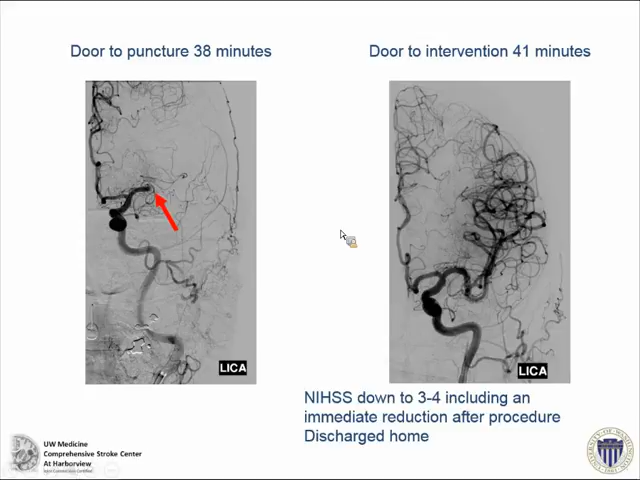 Door to puncture 38 minutes
Door to intervention 41 minutes
LICA
LICA
NIHSS down to 3-4 including an
immediate reduction after procedure
Discharged home
UW Medicine
Comprehensive Stroke Center
At Harborview